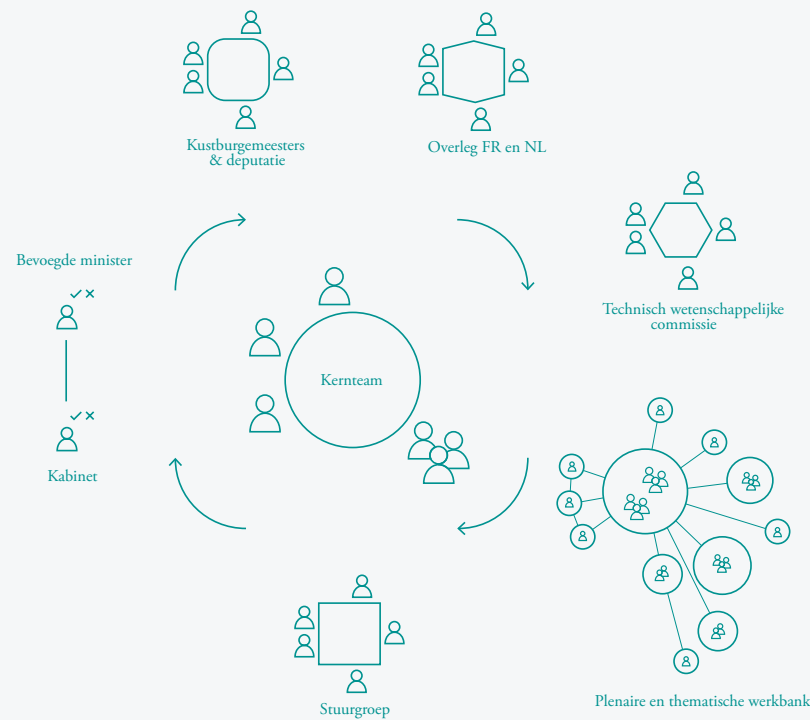 Kustburgemeesters
& deputatie
Overleg FR en NL
Bevoegde minister
Technisch wetenschappelijke
commissie
Kernteam
Kabinet
Stuurgroep
Plenaire en thematische werkbank